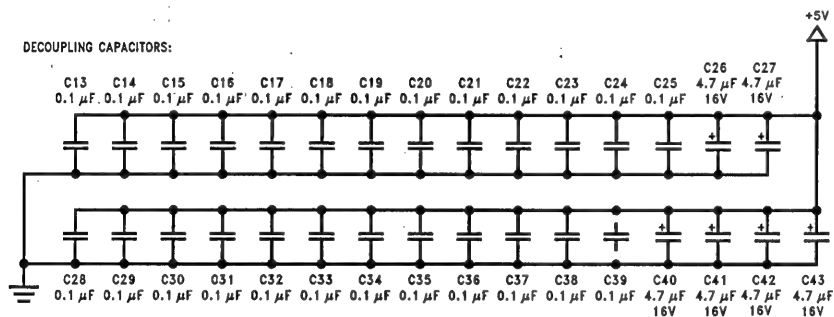 +5V
DECOUPLING CAPACITORS:
C13 C14 C15 C16 C17 C18 C19 C20 C21 C22 C23 C24 C25 C26 C27
0.1 μF 0.1 μF 0.1 μF 0.1 μF 0.1 μF 0.1 μF 0.1 μF 0.1 μF 0.1 μF 0.1 μF 0.1 μF 0.1 μF 0.1 μF 4.7 μF 4.7 μF
16V 16V
+ +
+ + + +
C28 C29 C30 C31 C32 C33 C34 C35 C36 C37 C38 C39 C40 C41 C42 C43
0.1 μF 0.1 μF 0.1 μF 0.1 μF 0.1 μF 0.1 μF 0.1 μF 0.1 μF 0.1 μF 0.1 μF 0.1 μF 0.1 μF 4.7 μF 4.7 μF 4.7 μF 4.7 μF
16V 16V 16V 16V